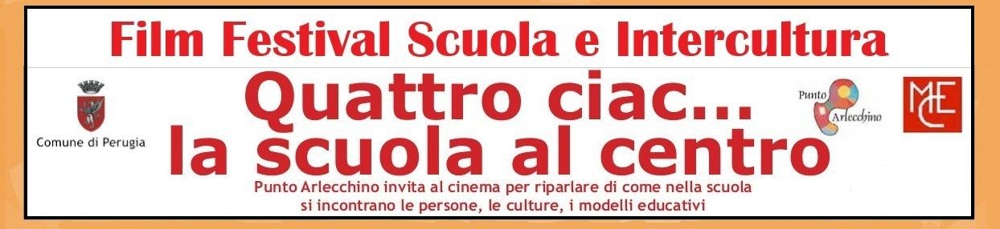 Film Festival Scuola e Intercultura
Quattro ciac...
la scuola al centro
Comune di Perugia
Punto
Arlecchino
MCE
Punto Arlecchino invita al cinema per riparlare di come nella scuola
si incontrano le persone, le culture, i modelli educativi